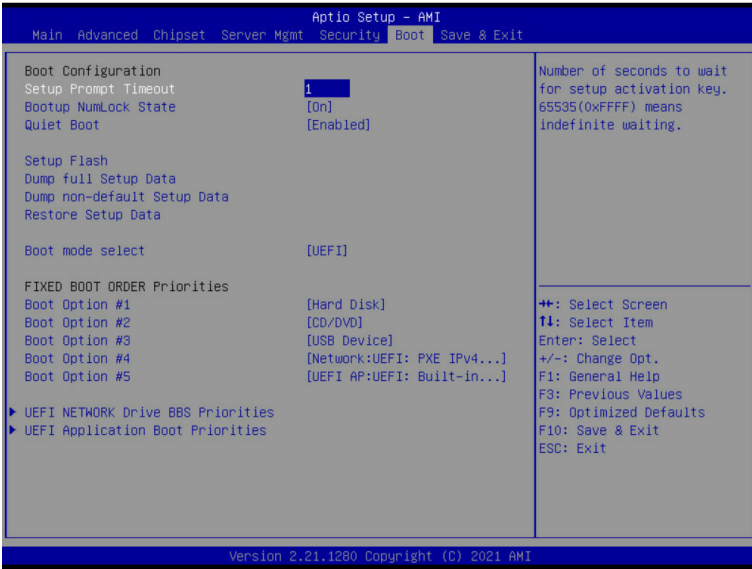 Aptio Setup – AMI
Main Advanced Chipset Server Mgmt Security Boot Save & Exit
Boot Configuration
Setup Prompt Timeout 1
Bootup NumLock State [On]
Quiet Boot [Enabled]
Setup Flash
Dump full Setup Data
Dump non-default Setup Data
Restore Setup Data
Boot mode select [UEFI]
FIXED BOOT ORDER Priorities
Boot Option #1 [Hard Disk]
Boot Option #2 [CD/DVD]
Boot Option #3 [USB Device]
Boot Option #4 [Network:UEFI: PXE IPv4...]
Boot Option #5 [UEFI AP:UEFI: Built-in...]
▶ UEFI NETWORK Drive BBS Priorities
▶ UEFI Application Boot Priorities
Number of seconds to wait
for setup activation key.
65535(0xFFFF) means
indefinite waiting.
→←: Select Screen
↑↓: Select Item
Enter: Select
+/-: Change Opt.
F1: General Help
F3: Previous Values
F9: Optimized Defaults
F10: Save & Exit
ESC: Exit
Version 2.21.1280 Copyright (C) 2021 AMI